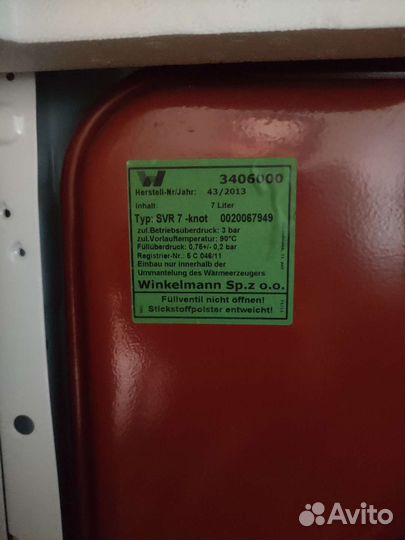 W
3406000
Herstell-Nr/Jahr: 43/2013
Inhalt: 7 Liter
Typ: SVR 7 -knot 0020067949
zul.Betriebsüberdruck: 3 bar
zul.Vorlauftemperatur: 90°C
Füllüberdruck: 0,75+/- 0,2 bar
Registrier-Nr.: 5 C 046/11
Einbau nur innerhalb der
Ummantelung des Wärmeerzeugers
Winkelmann Sp.z o.o.
Füllventil nicht öffnen!
Stickstoffpolster entweicht!
Avito